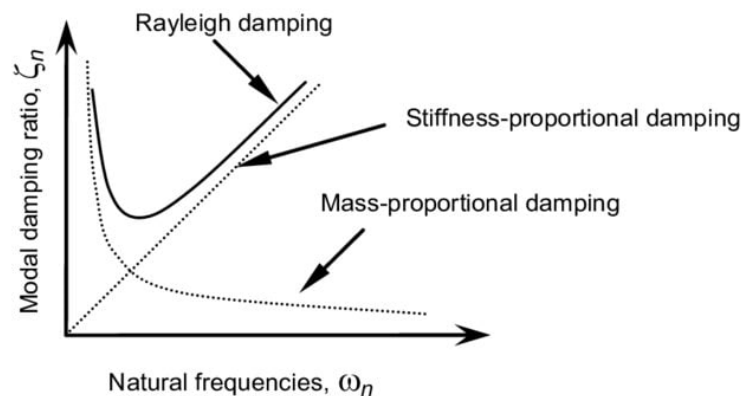 Rayleigh damping
Modal damping ratio, ζn
Stiffness-proportional damping
Mass-proportional damping
Natural frequencies, ωn